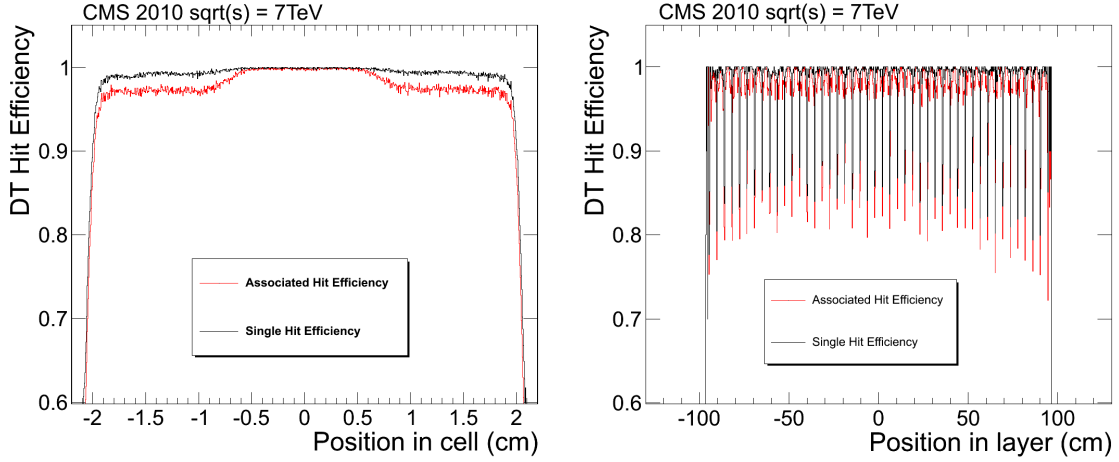 CMS 2010 sqrt(s) = 7TeV
DT Hit Efficiency
1
0.9
0.8
0.7
0.6
-2 -1.5 -1 -0.5 0 0.5 1 1.5 2
Position in cell (cm)
Associated Hit Efficiency
Single Hit Efficiency
CMS 2010 sqrt(s) = 7TeV
DT Hit Efficiency
1
0.9
0.8
0.7
0.6
-100 -50 0 50 100
Position in layer (cm)
Associated Hit Efficiency
Single Hit Efficiency